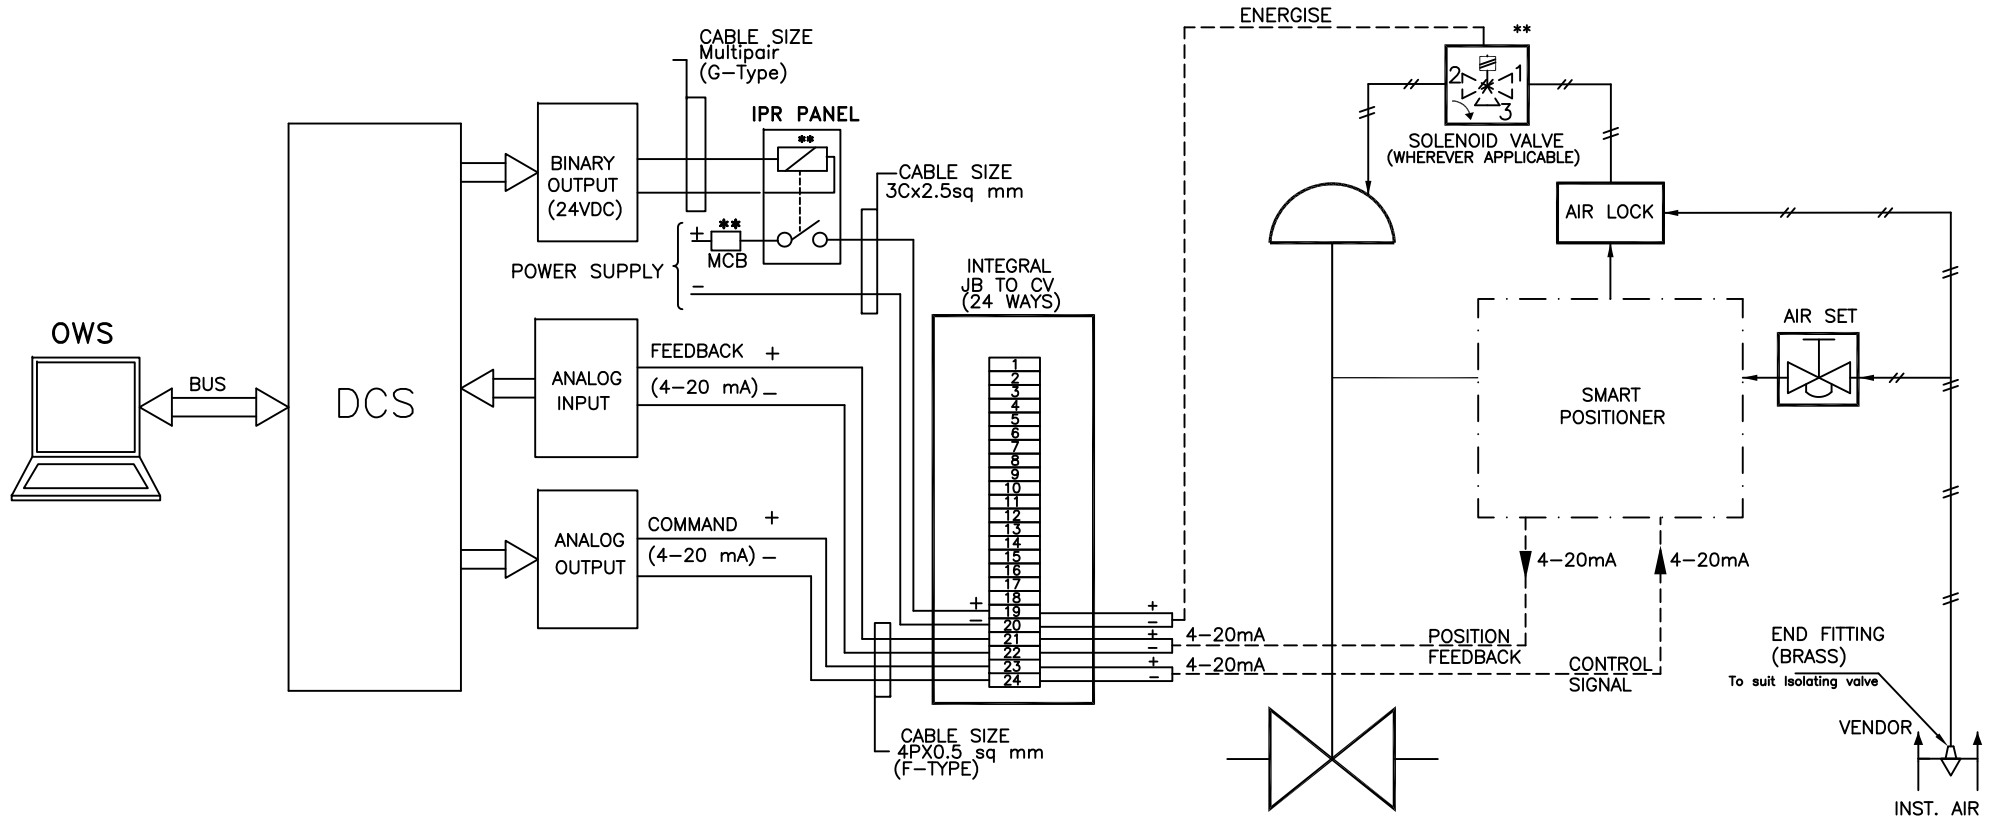 ENERGISE
**
CABLE SIZE
Multipair
(G-Type)
2
1
3
IPR PANEL
**
SOLENOID VALVE
(WHEREVER APPLICABLE)
BINARY
OUTPUT
(24VDC)
CABLE SIZE
3Cx2.5sq mm
AIR LOCK
+
**
MCB
POWER SUPPLY
-
INTEGRAL
JB TO CV
(24 WAYS)
AIR SET
OWS
BUS
DCS
FEEDBACK +
(4-20 mA) -
ANALOG
INPUT
SMART
POSITIONER
1
2
3
4
5
6
7
8
9
10
11
12
13
14
15
16
17
18
19
20
21
22
23
24
COMMAND +
(4-20 mA) -
ANALOG
OUTPUT
4-20mA
4-20mA
+
-
+
-
+
-
+
-
4-20mA
POSITION
FEEDBACK
4-20mA
CONTROL
SIGNAL
END FITTING
(BRASS)
To suit Isolating valve
VENDOR
CABLE SIZE
4PX0.5 sq mm
(F-TYPE)
INST. AIR